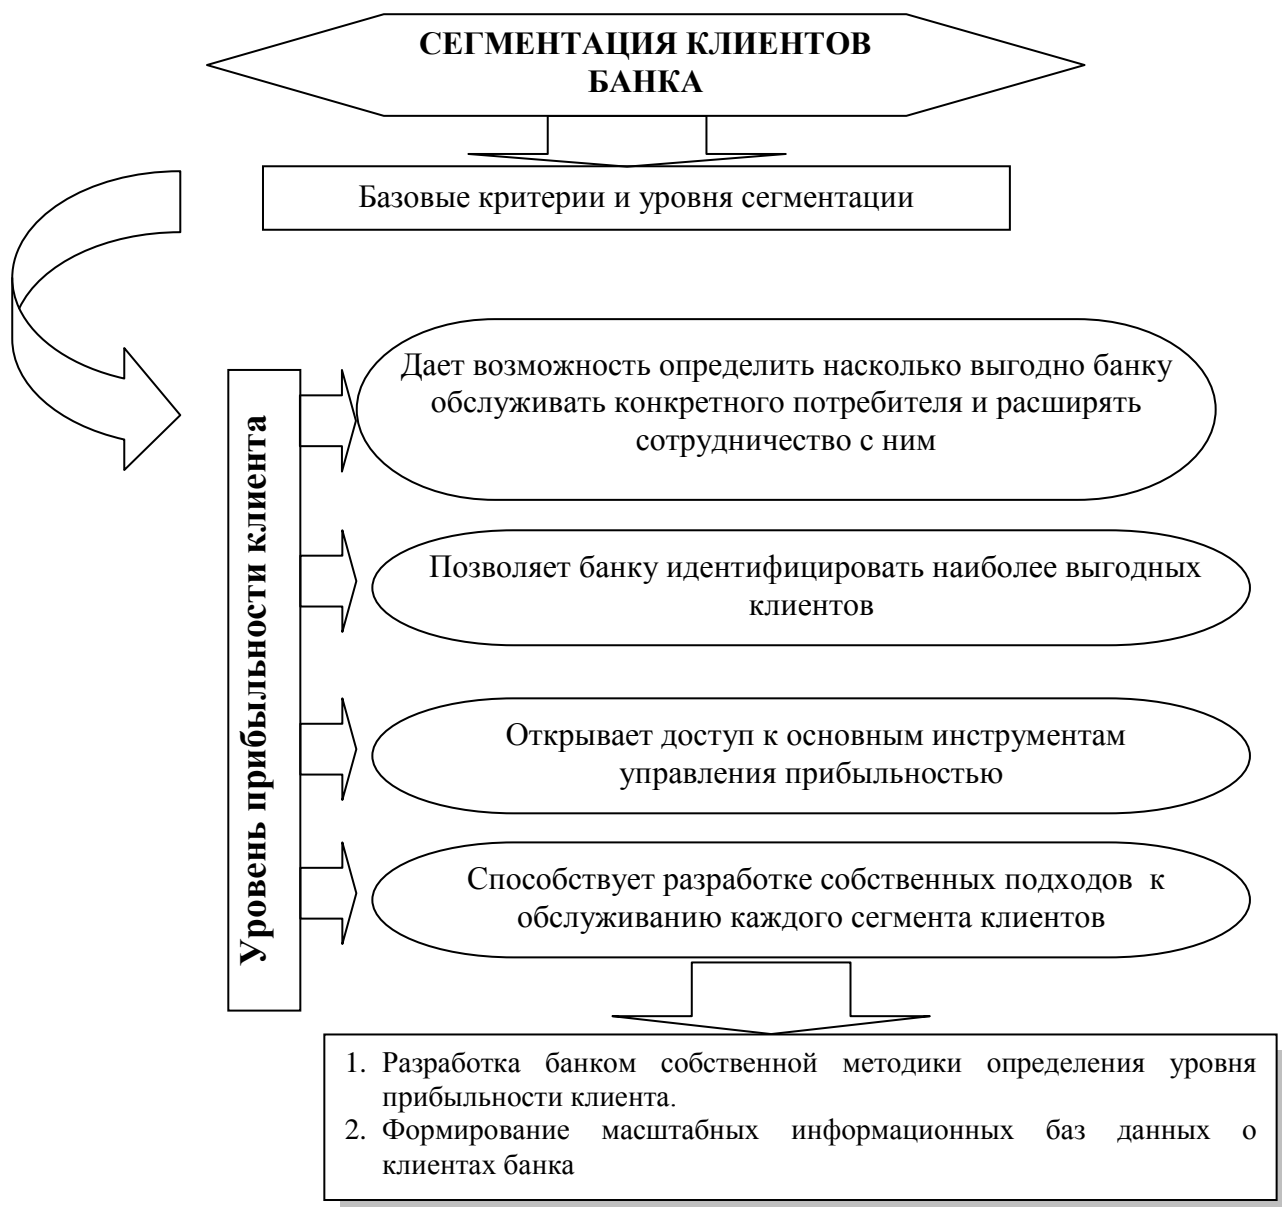 СЕГМЕНТАЦИЯ КЛИЕНТОВ
БАНКА
Базовые критерии и уровня сегментации
Уровень прибыльности клиента
Дает возможность определить насколько выгодно банку
обслуживать конкретного потребителя и расширять
сотрудничество с ним
Позволяет банку идентифицировать наиболее выгодных
клиентов
Открывает доступ к основным инструментам
управления прибыльностью
Способствует разработке собственных подходов к
обслуживанию каждого сегмента клиентов
1. Разработка банком собственной методики определения уровня
прибыльности клиента.
2. Формирование масштабных информационных баз данных о
клиентах банка